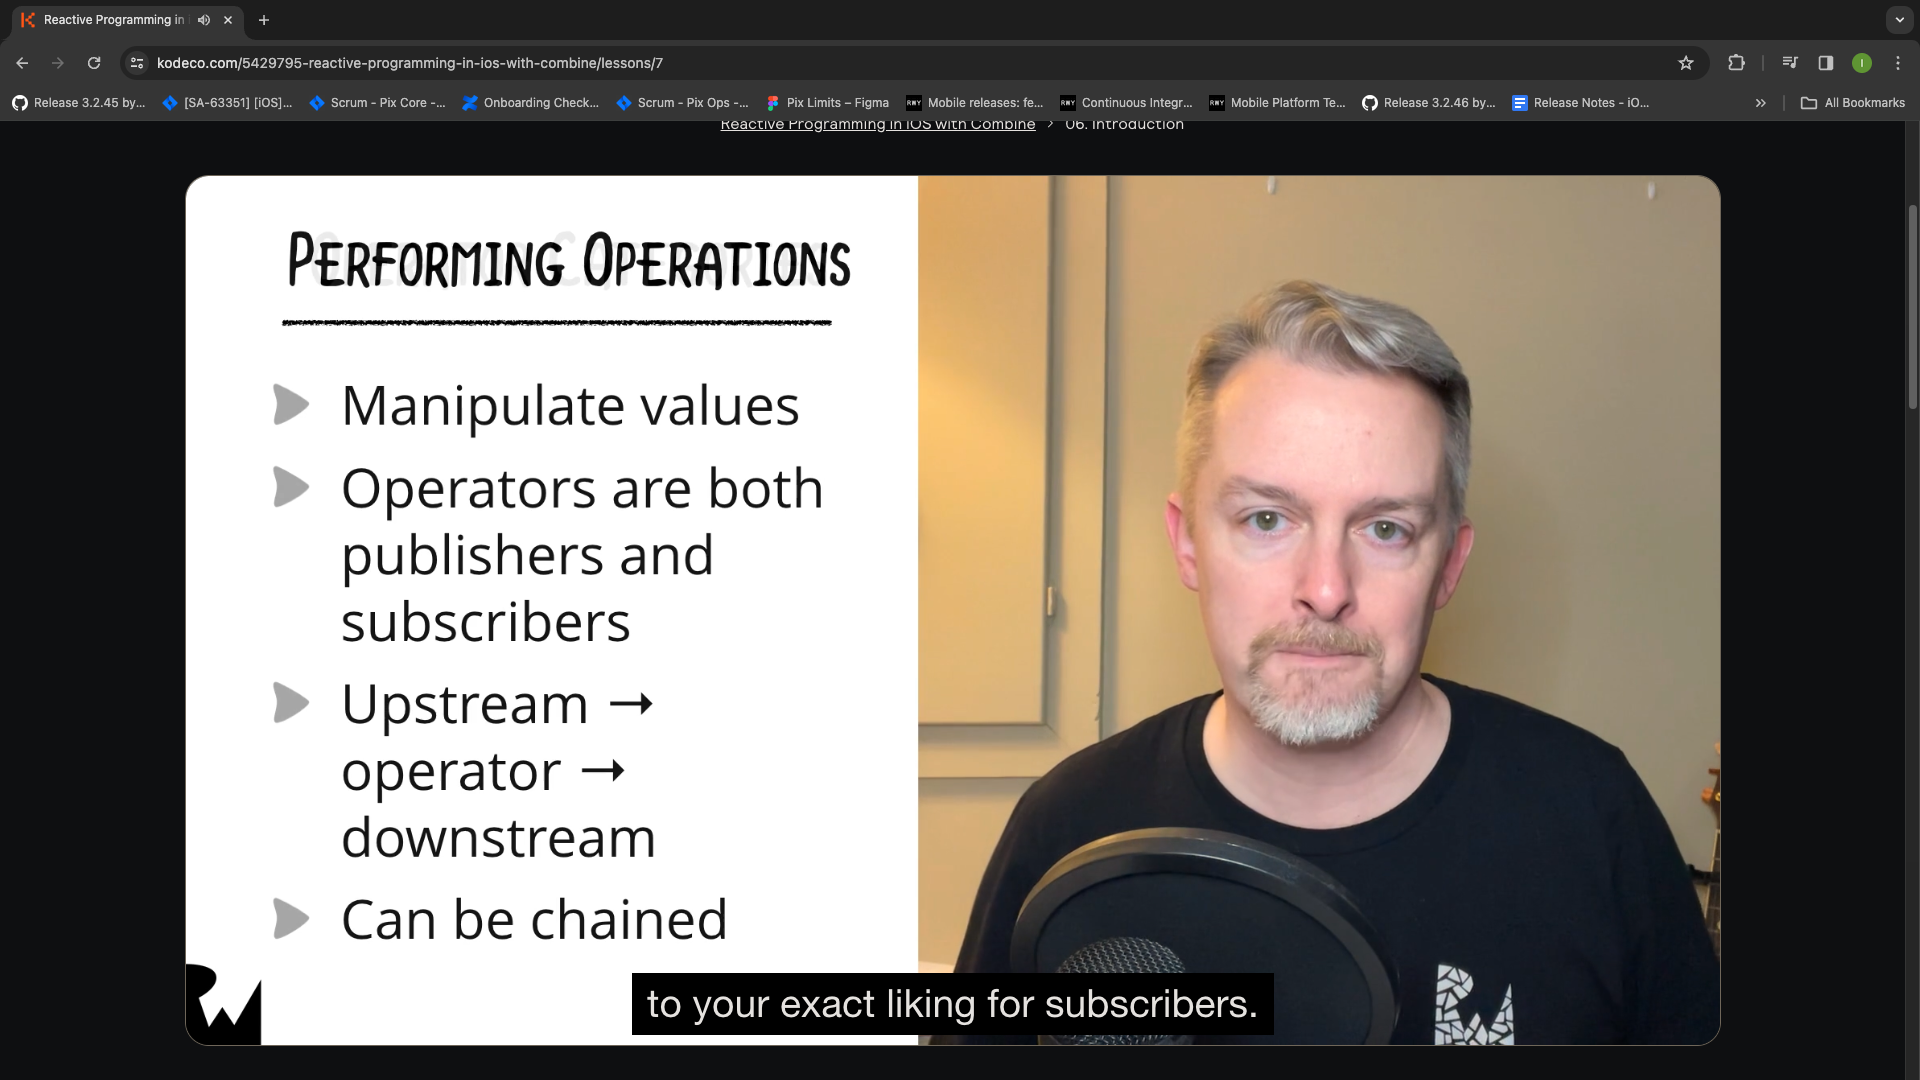 Reactive Programming in
kodeco.com/5429795-reactive-programming-in-ios-with-combine/lessons/7
I
Release 3.2.45 by...
[SA-63351] [iOS]...
Scrum - Pix Core -...
Onboarding Check...
Scrum - Pix Ops -...
Pix Limits – Figma
RWY
Mobile releases: fe...
RWY
Continuous Integr...
RWY
Mobile Platform Te...
Release 3.2.46 by...
Release Notes - iO...
All Bookmarks
Reactive Programming in iOS with Combine > 06. Introduction
PERFORMING OPERATIONS
Manipulate values
Operators are both
publishers and
subscribers
Upstream →
operator →
downstream
Can be chained
to your exact liking for subscribers.